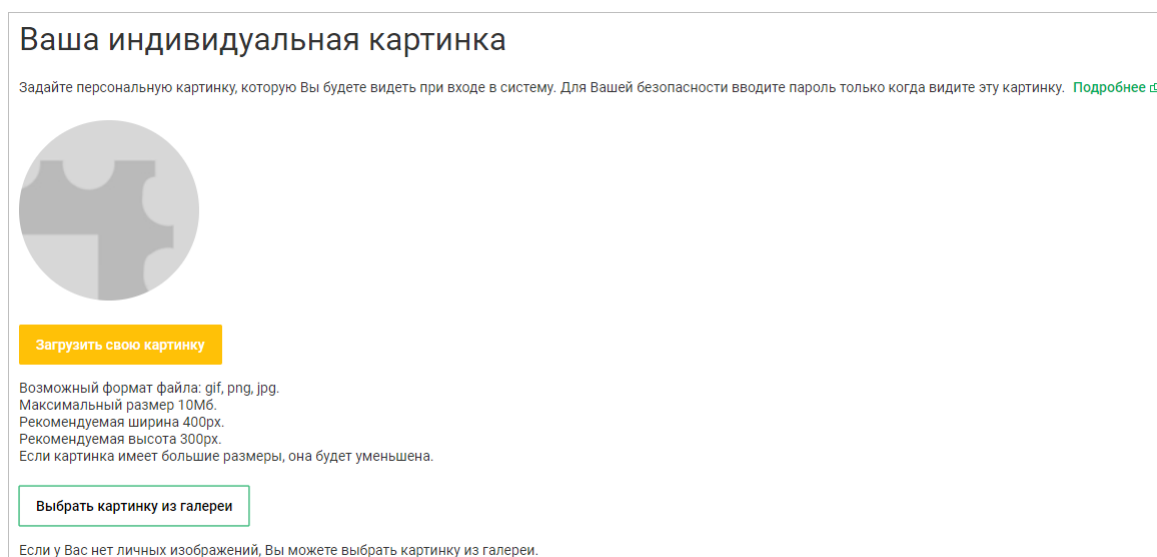 Ваша индивидуальная картинка
Задайте персональную картинку, которую Вы будете видеть при входе в систему. Для Вашей безопасности вводите пароль только когда видите эту картинку. Подробнее
Загрузить свою картинку
Возможный формат файла: gif, png, jpg.
Максимальный размер 10Мб.
Рекомендуемая ширина 400px.
Рекомендуемая высота 300px.
Если картинка имеет большие размеры, она будет уменьшена.
Выбрать картинку из галереи
Если у Вас нет личных изображений, Вы можете выбрать картинку из галереи.